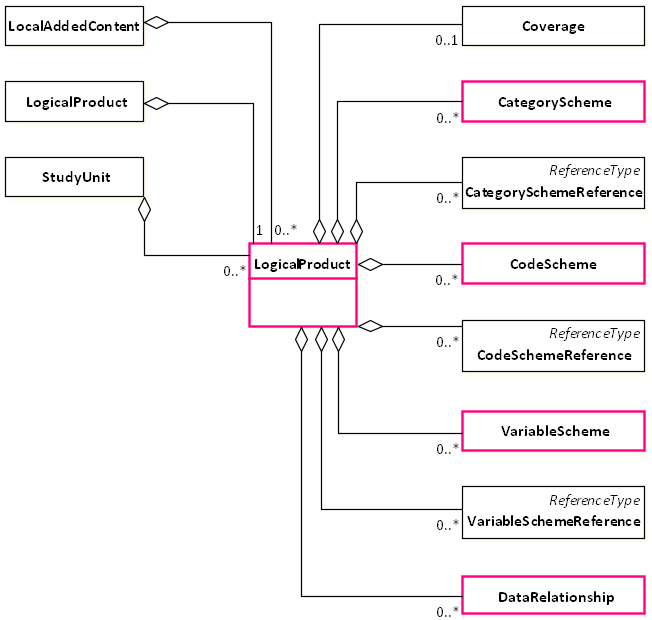 LocalAddedContent
LogicalProduct
StudyUnit
1
0..*
0..*
LogicalProduct
Coverage
0..1
CategoryScheme
0..*
ReferenceType
CategorySchemeReference
0..*
CodeScheme
0..*
ReferenceType
CodeSchemeReference
0..*
VariableScheme
0..*
ReferenceType
VariableSchemeReference
0..*
DataRelationship
0..*